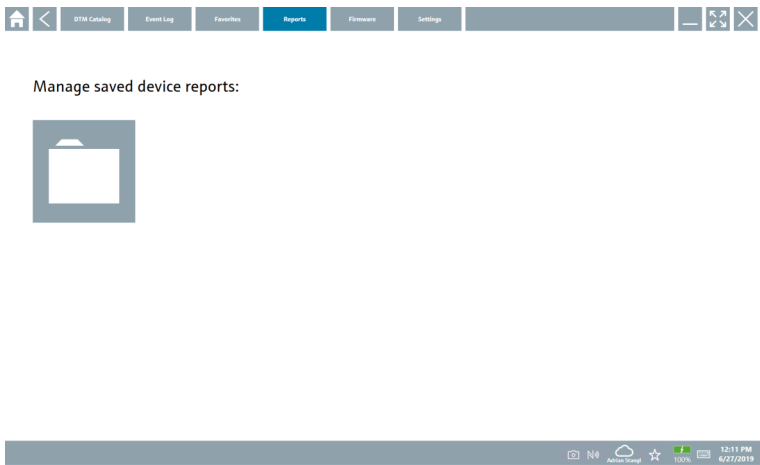 DTM Catalog
Event Log
Favorites
Reports
Firmware
Settings
Manage saved device reports:
Adrian Stangl
100%
12:11 PM
6/27/2019